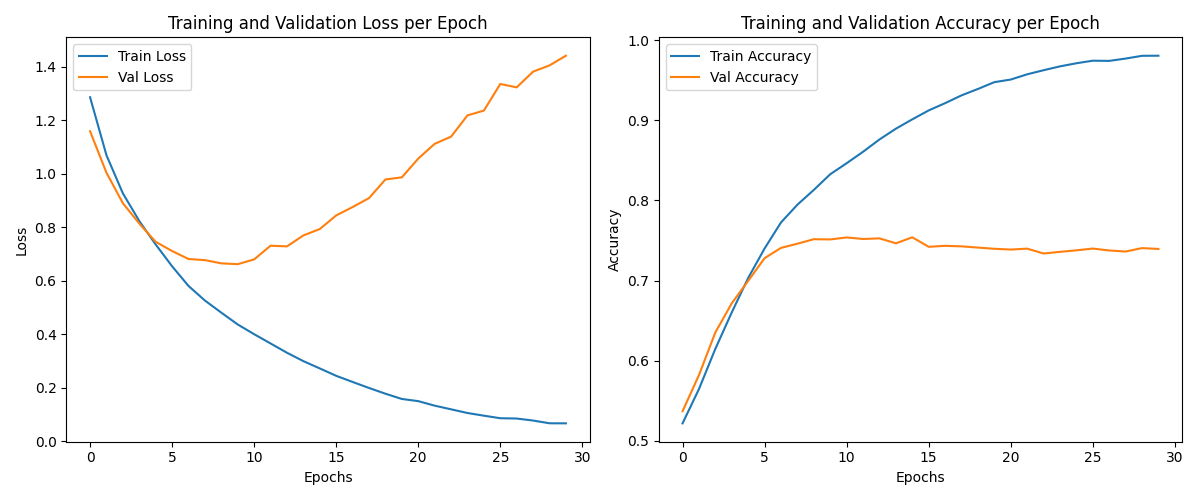 Training and Validation Loss per Epoch
Train Loss
Val Loss
1.4
1.2
1.0
0.8
0.6
0.4
0.2
0.0
Loss
0 5 10 15 20 25 30
Epochs
Training and Validation Accuracy per Epoch
Train Accuracy
Val Accuracy
1.0
0.9
0.8
0.7
0.6
0.5
Accuracy
0 5 10 15 20 25 30
Epochs